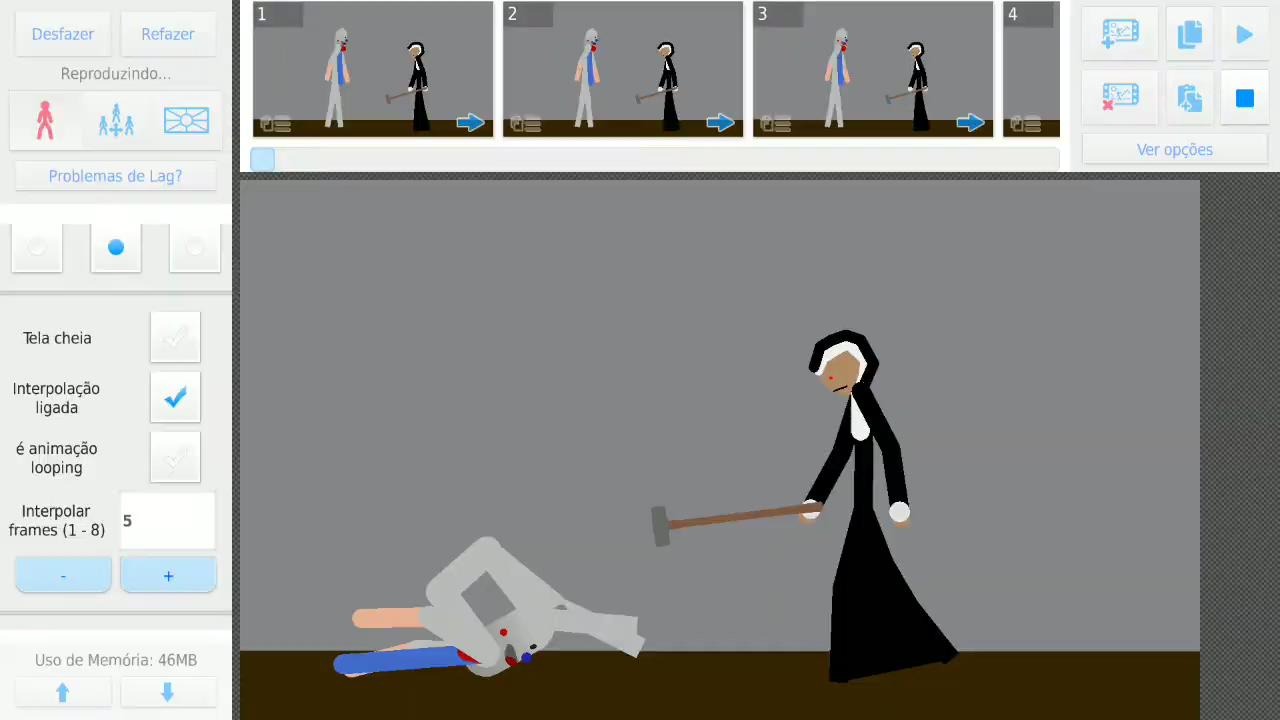 Desfazer
Refazer
Reproduzindo...
Problemas de Lag?
1
2
3
4
Ver opções
Tela cheia
Interpolação
ligada
é animação
looping
Interpolar
frames (1 - 8)
5
-
+
Uso de Memória: 46MB